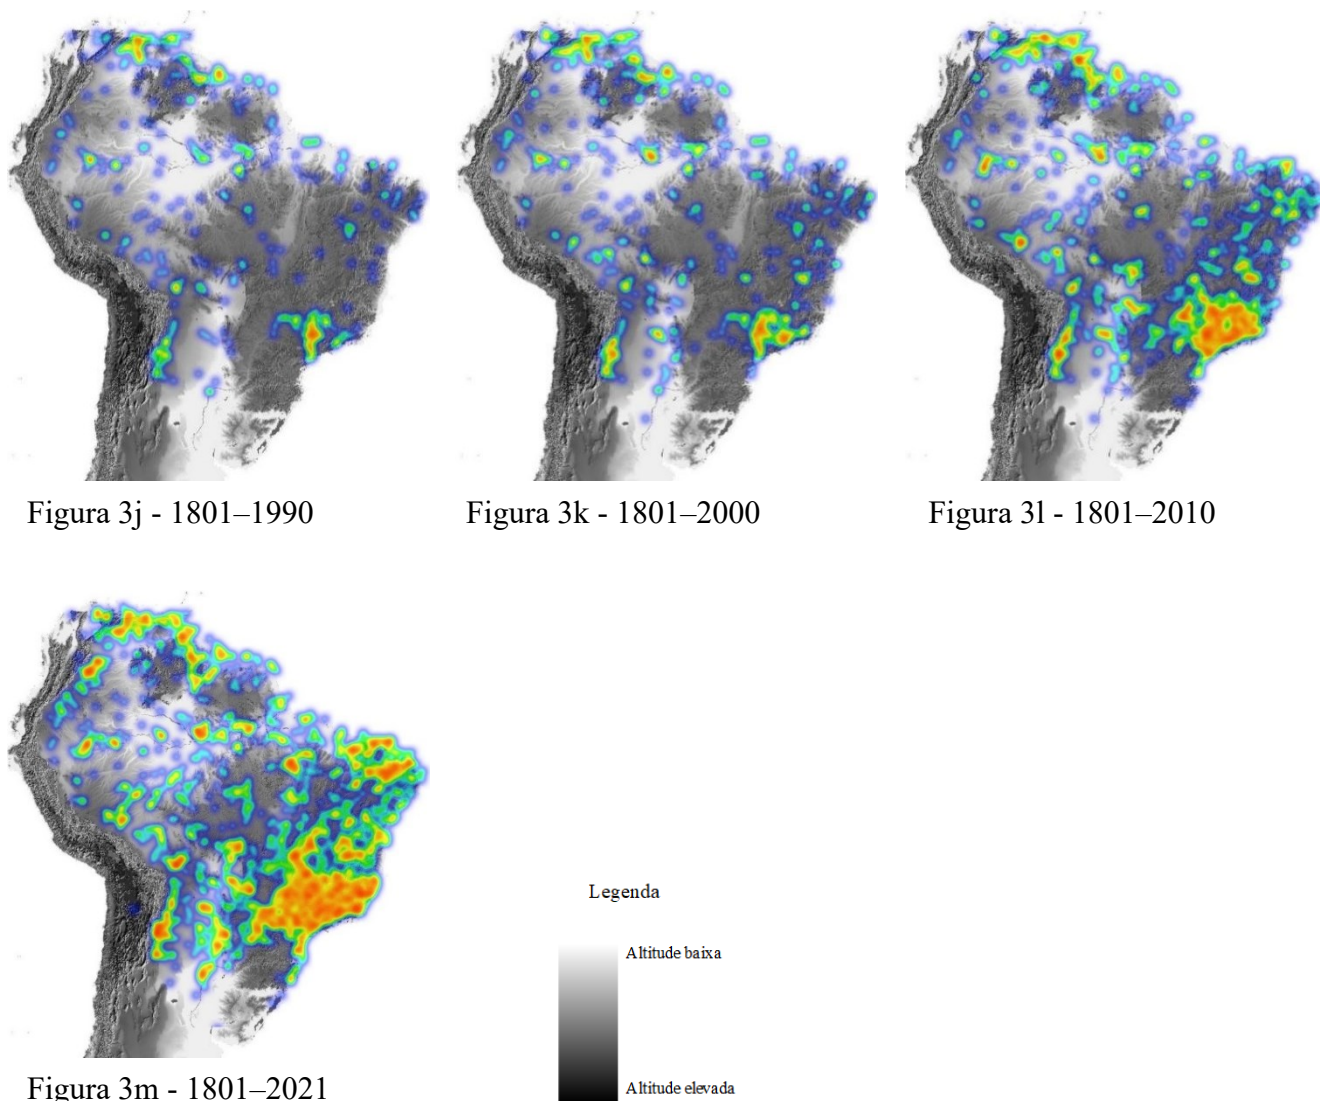 Figura 3j - 1801–1990
Figura 3k - 1801–2000
Figura 3l - 1801–2010
Figura 3m - 1801–2021
Legenda
Altitude baixa
Altitude elevada